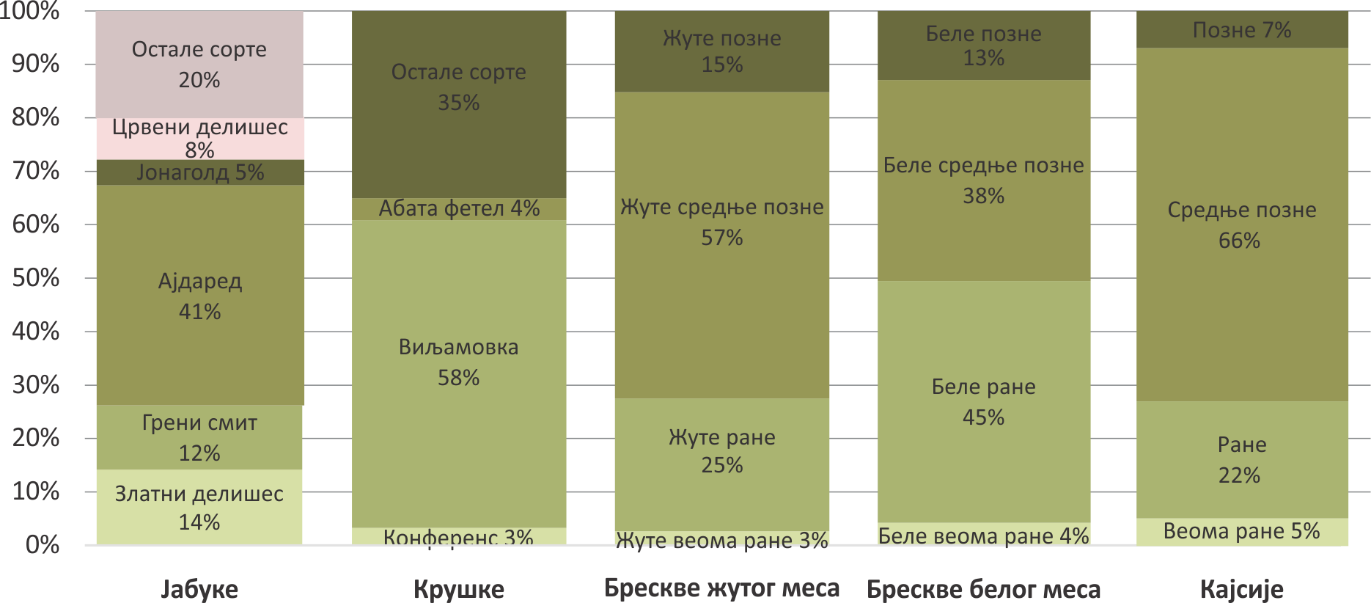 100%
90%
80%
70%
60%
50%
40%
30%
20%
10%
0%
Остале сорте
20%
Црвени делишес
8%
Јонаголд 5%
Ајдаред
41%
Грени смит
12%
Златни делишес
14%
Јабуке
Остале сорте
35%
Абата фетел 4%
Виљамовка
58%
Конференс 3%
Крушке
Жуте позне
15%
Жуте средње позне
57%
Жуте ране
25%
Жуте веома ране 3%
Брескве жутог меса
Беле позне
13%
Беле средње позне
38%
Беле ране
45%
Беле веома ране 4%
Брескве белог меса
Позне 7%
Средње позне
66%
Ране
22%
Веома ране 5%
Кајсије